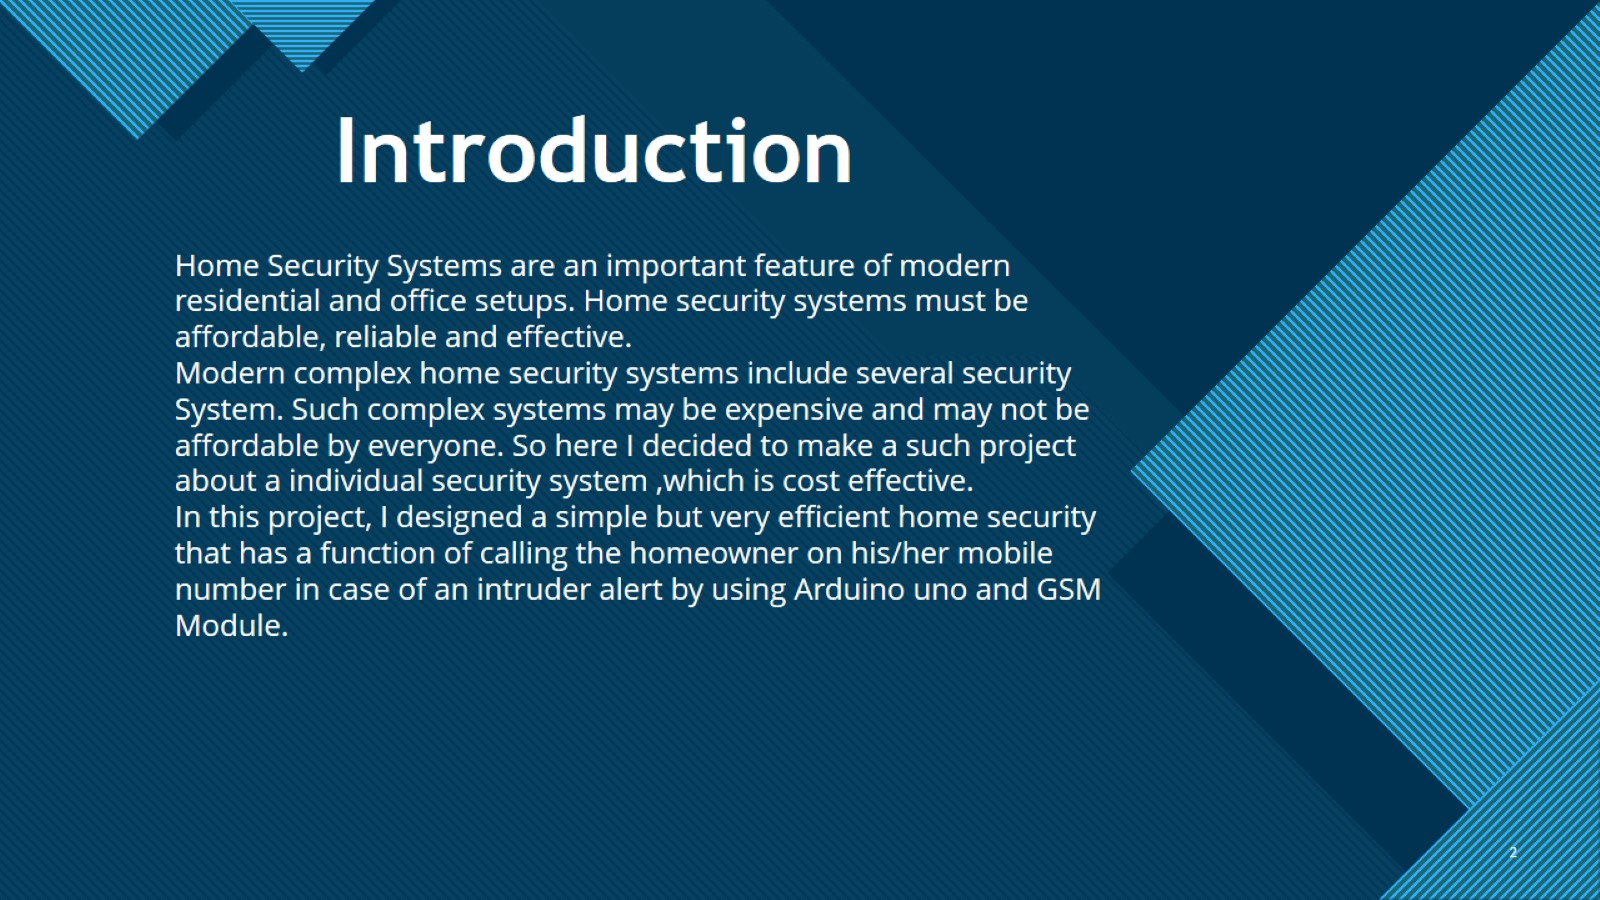 Introduction
Home Security Systems are an important feature of modern
residential and office setups. Home security systems must be
affordable, reliable and effective.
Modern complex home security systems include several security
System. Such complex systems may be expensive and may not be
affordable by everyone. So here I decided to make a such project
about a individual security system ,which is cost effective.
In this project, I designed a simple but very efficient home security
that has a function of calling the homeowner on his/her mobile
number in case of an intruder alert by using Arduino uno and GSM
Module.
2